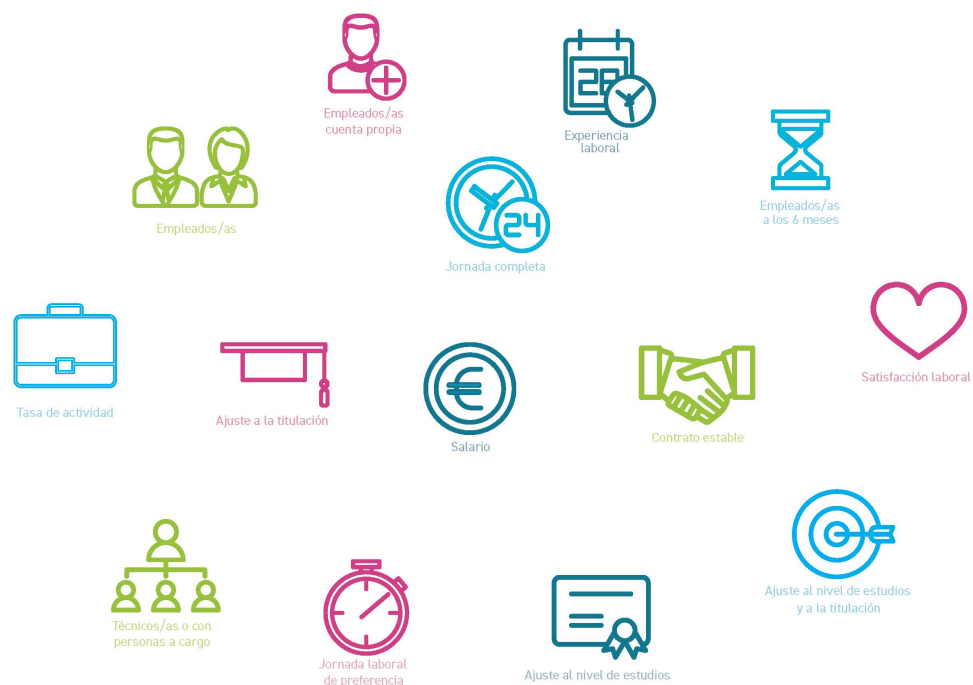 Empleados/as
cuenta propia
28
Experiencia
laboral
Empleados/as
a los 6 meses
Empleados/as
24
Jornada completa
Tasa de actividad
Ajuste a la titulación
€
Salario
Contrato estable
Satisfacción laboral
Técnicos/as o con
personas a cargo
Jornada laboral
de preferencia
Ajuste al nivel de estudios
Ajuste al nivel de estudios
y a la titulación